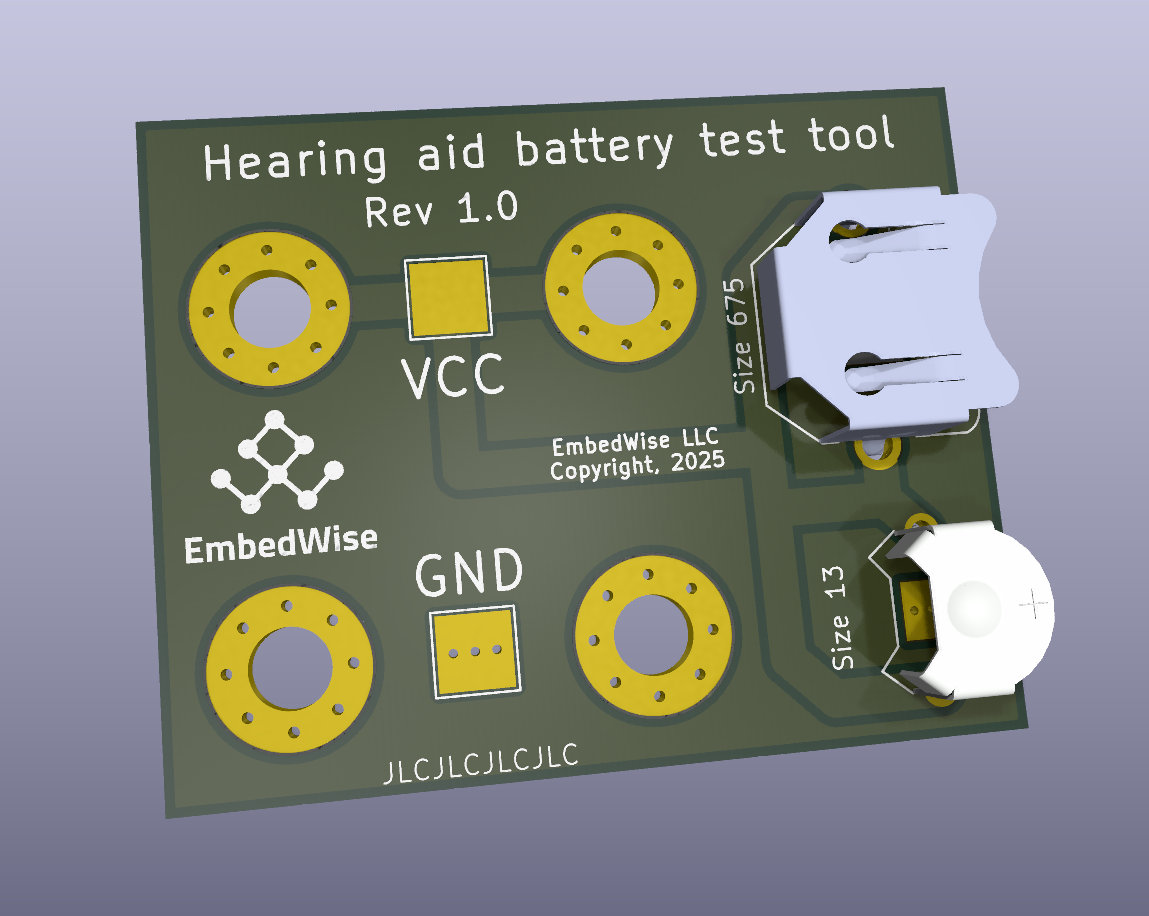 Hearing aid battery test tool
Rev 1.0
Size 675
VCC
EmbedWise LLC
Copyright, 2025
EmbedWise
GND
Size 13
JLCJLCJLCJLC